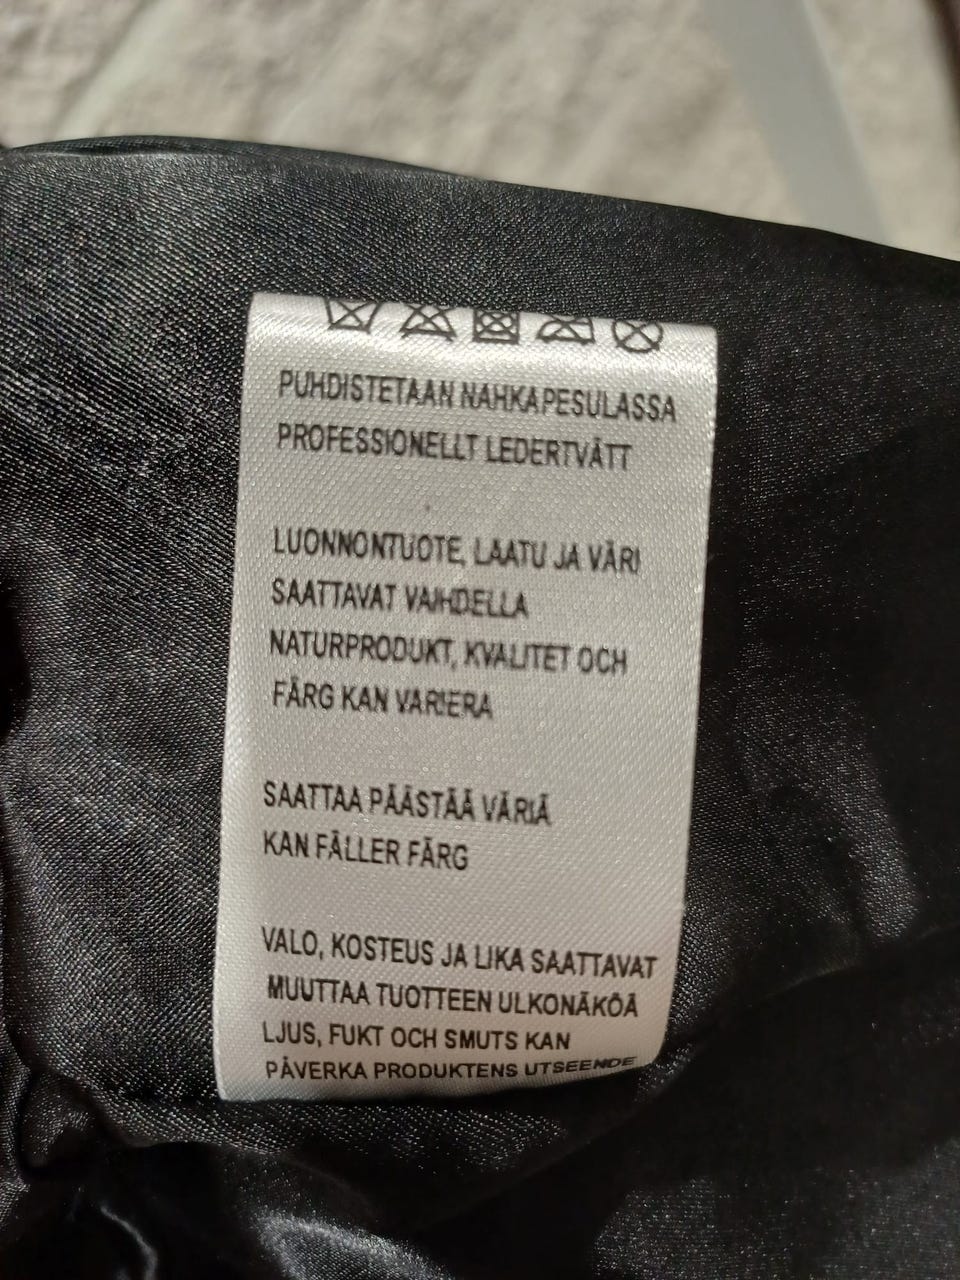 PUHDISTETAAN NAHKAPESULASSA
PROFESSIONELLT LEDERTVÄTT
LUONNONTUOTE, LAATU JA VÄRI
SAATTAVAT VAIHDELLA
NATURPRODUKT, KVALITET OCH
FÄRG KAN VARIERA
SAATTAA PÄÄSTÄÄ VÄRIÄ
KAN FÄLLER FÄRG
VALO, KOSTEUS JA LIKA SAATTAVAT
MUUTTAA TUOTTEEN ULKONÄKÖÄ
LJUS, FUKT OCH SMUTS KAN
PÅVERKA PRODUKTENS UTSEENDE